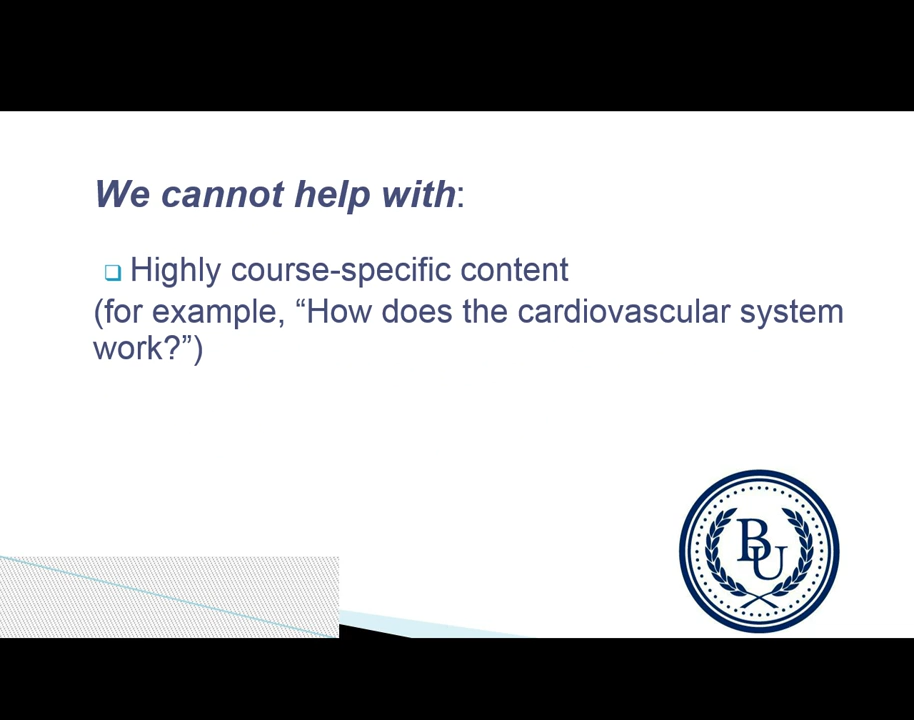 We cannot help with:
❑ Highly course-specific content
(for example, “How does the cardiovascular system
work?”)
BU